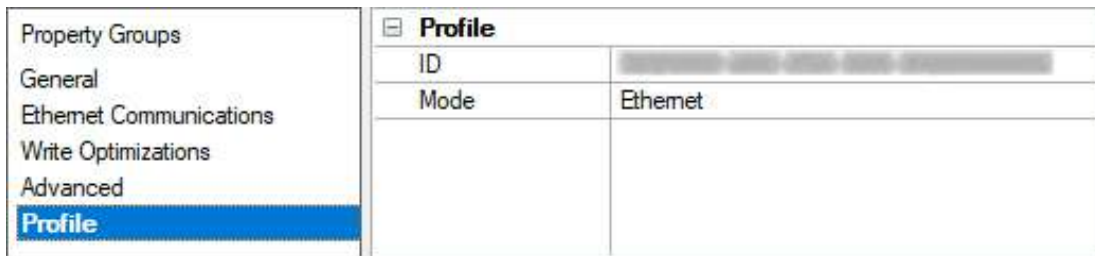 Property Groups
General
Ethernet Communications
Write Optimizations
Advanced
Profile
Profile
ID
Mode Ethernet